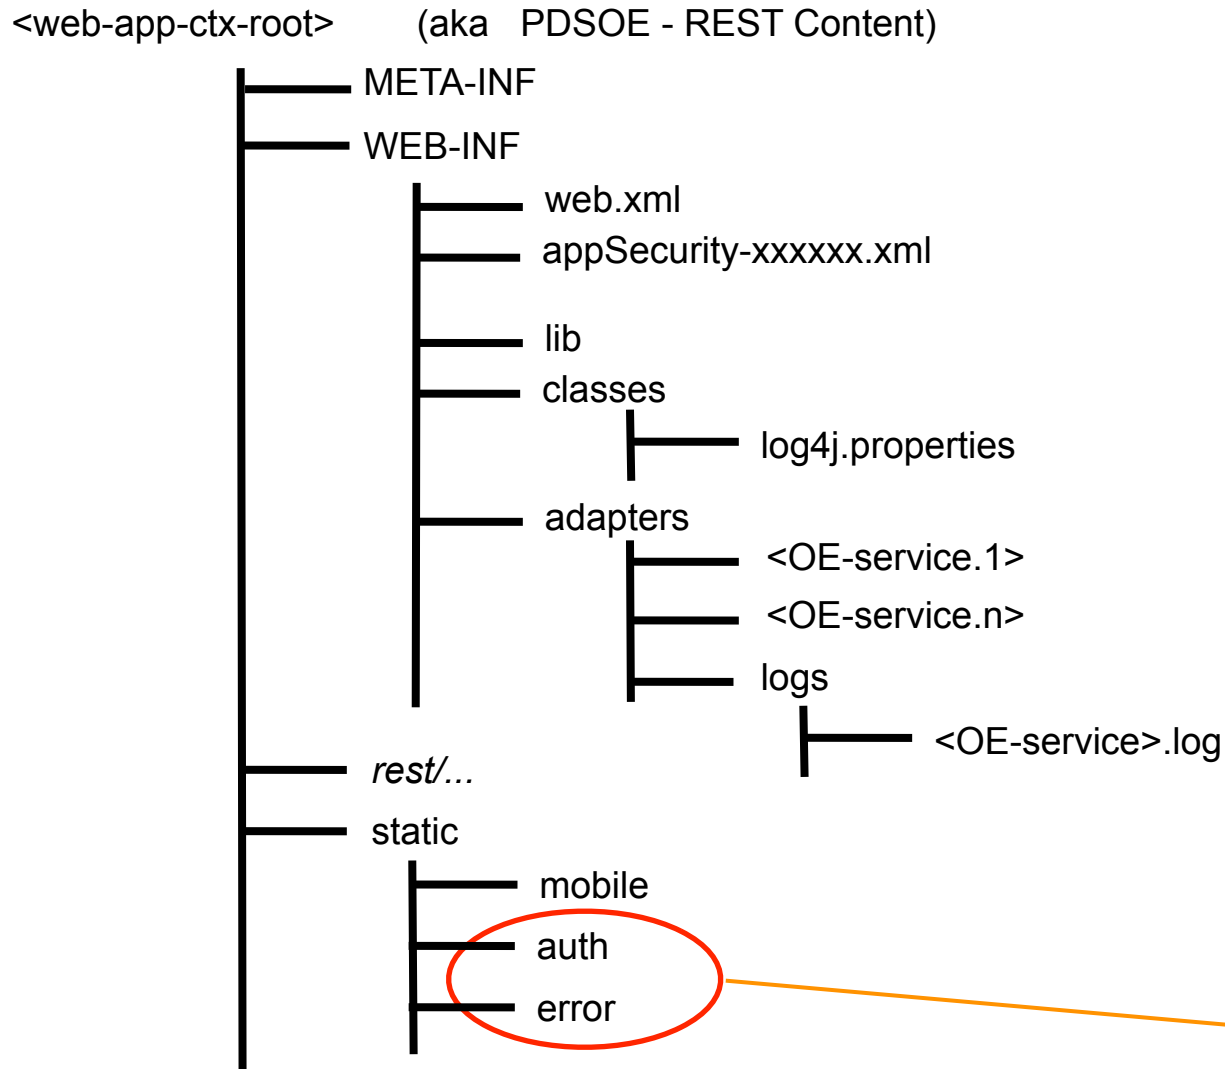 <web-app-ctx-root> (aka PDSOE - REST Content)
META-INF
WEB-INF
web.xml
appSecurity-xxxxxx.xml
lib
classes
log4j.properties
adapters
<OE-service.1>
<OE-service.n>
logs
<OE-service>.log
rest/...
static
mobile
auth
error